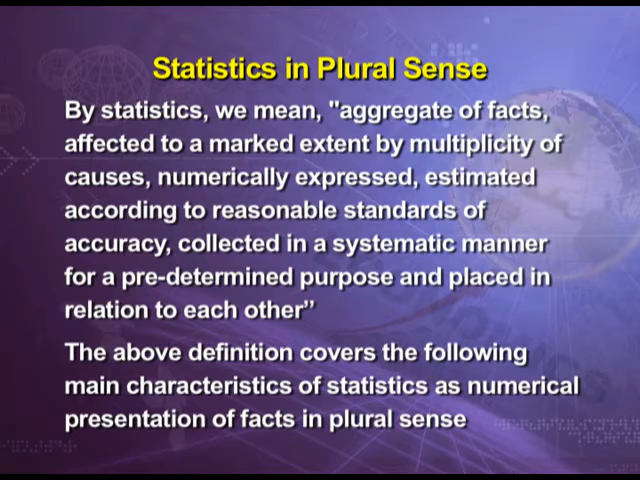 Statistics in Plural Sense
By statistics, we mean, "aggregate of facts,
affected to a marked extent by multiplicity of
causes, numerically expressed, estimated
according to reasonable standards of
accuracy, collected in a systematic manner
for a pre-determined purpose and placed in
relation to each other”
The above definition covers the following
main characteristics of statistics as numerical
presentation of facts in plural sense